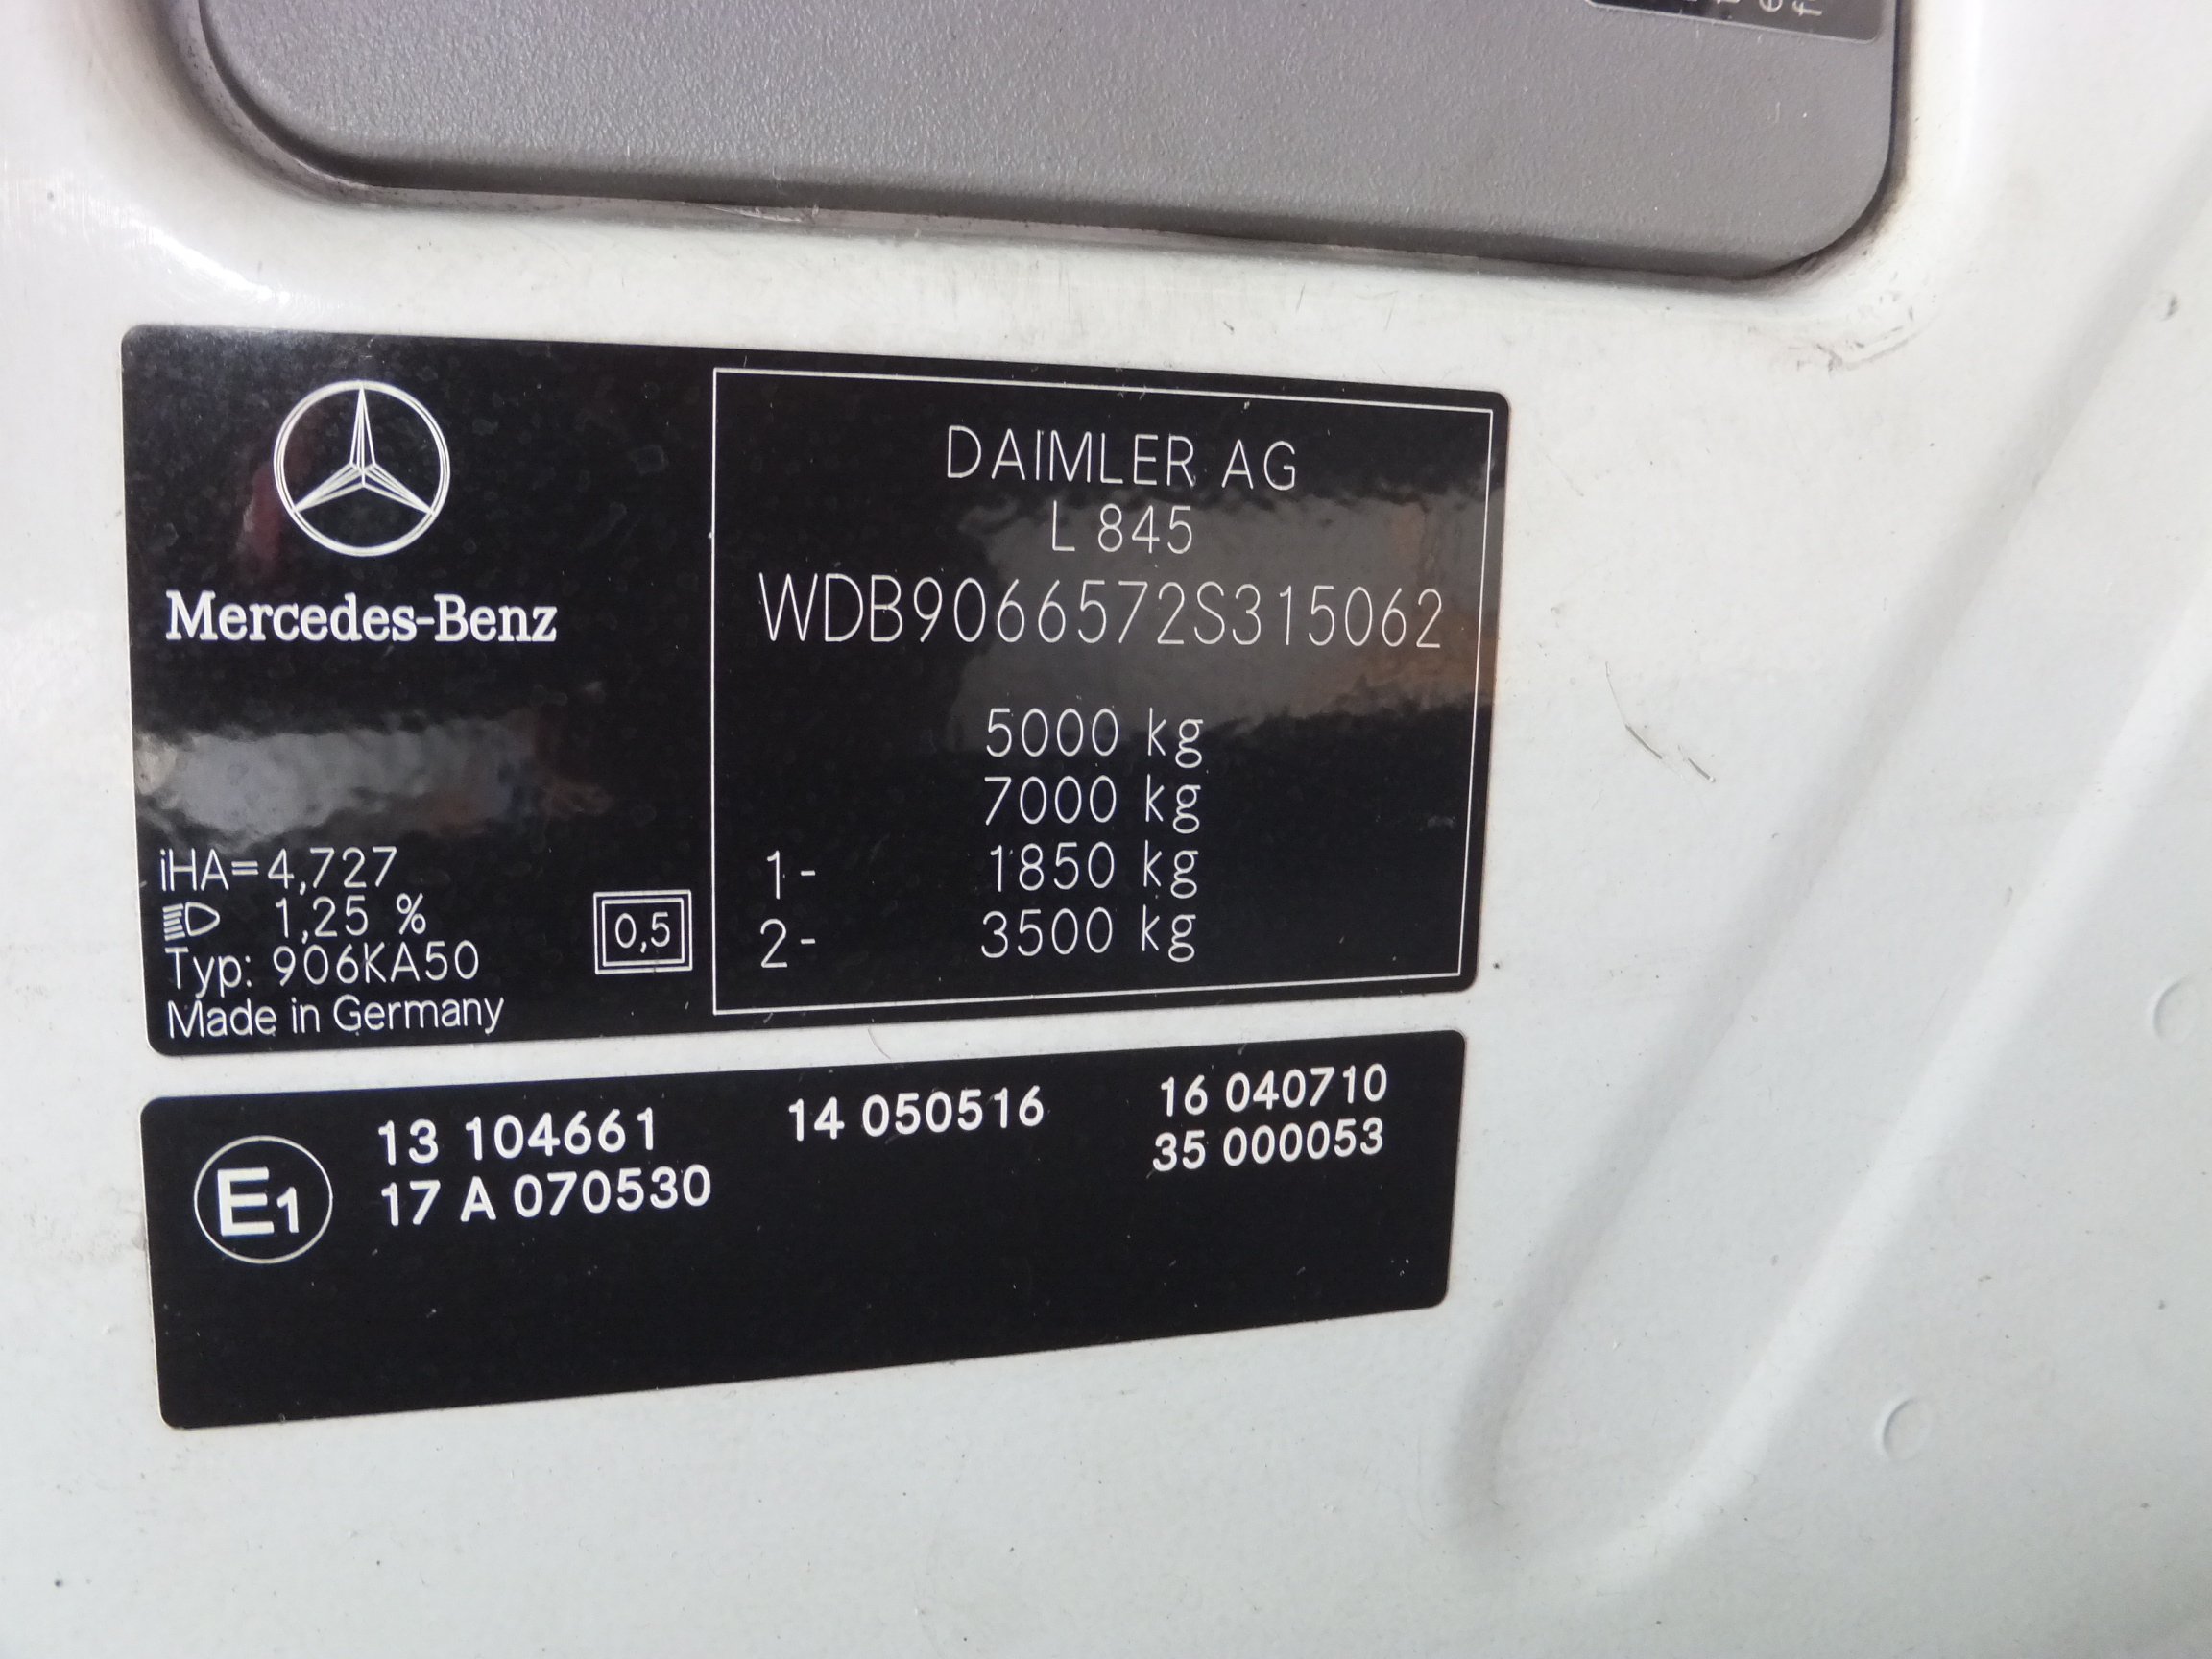 DAIMLER AG
L 845
WDB9066572S315062
5000 kg
7000 kg
1- 1850 kg
2- 3500 kg
Mercedes-Benz
iHA=4,727
1,25 %
Typ: 906KA50
Made in Germany
0,5
E1
13 104661 14 050516 16 040710
17 A 070530 35 000053